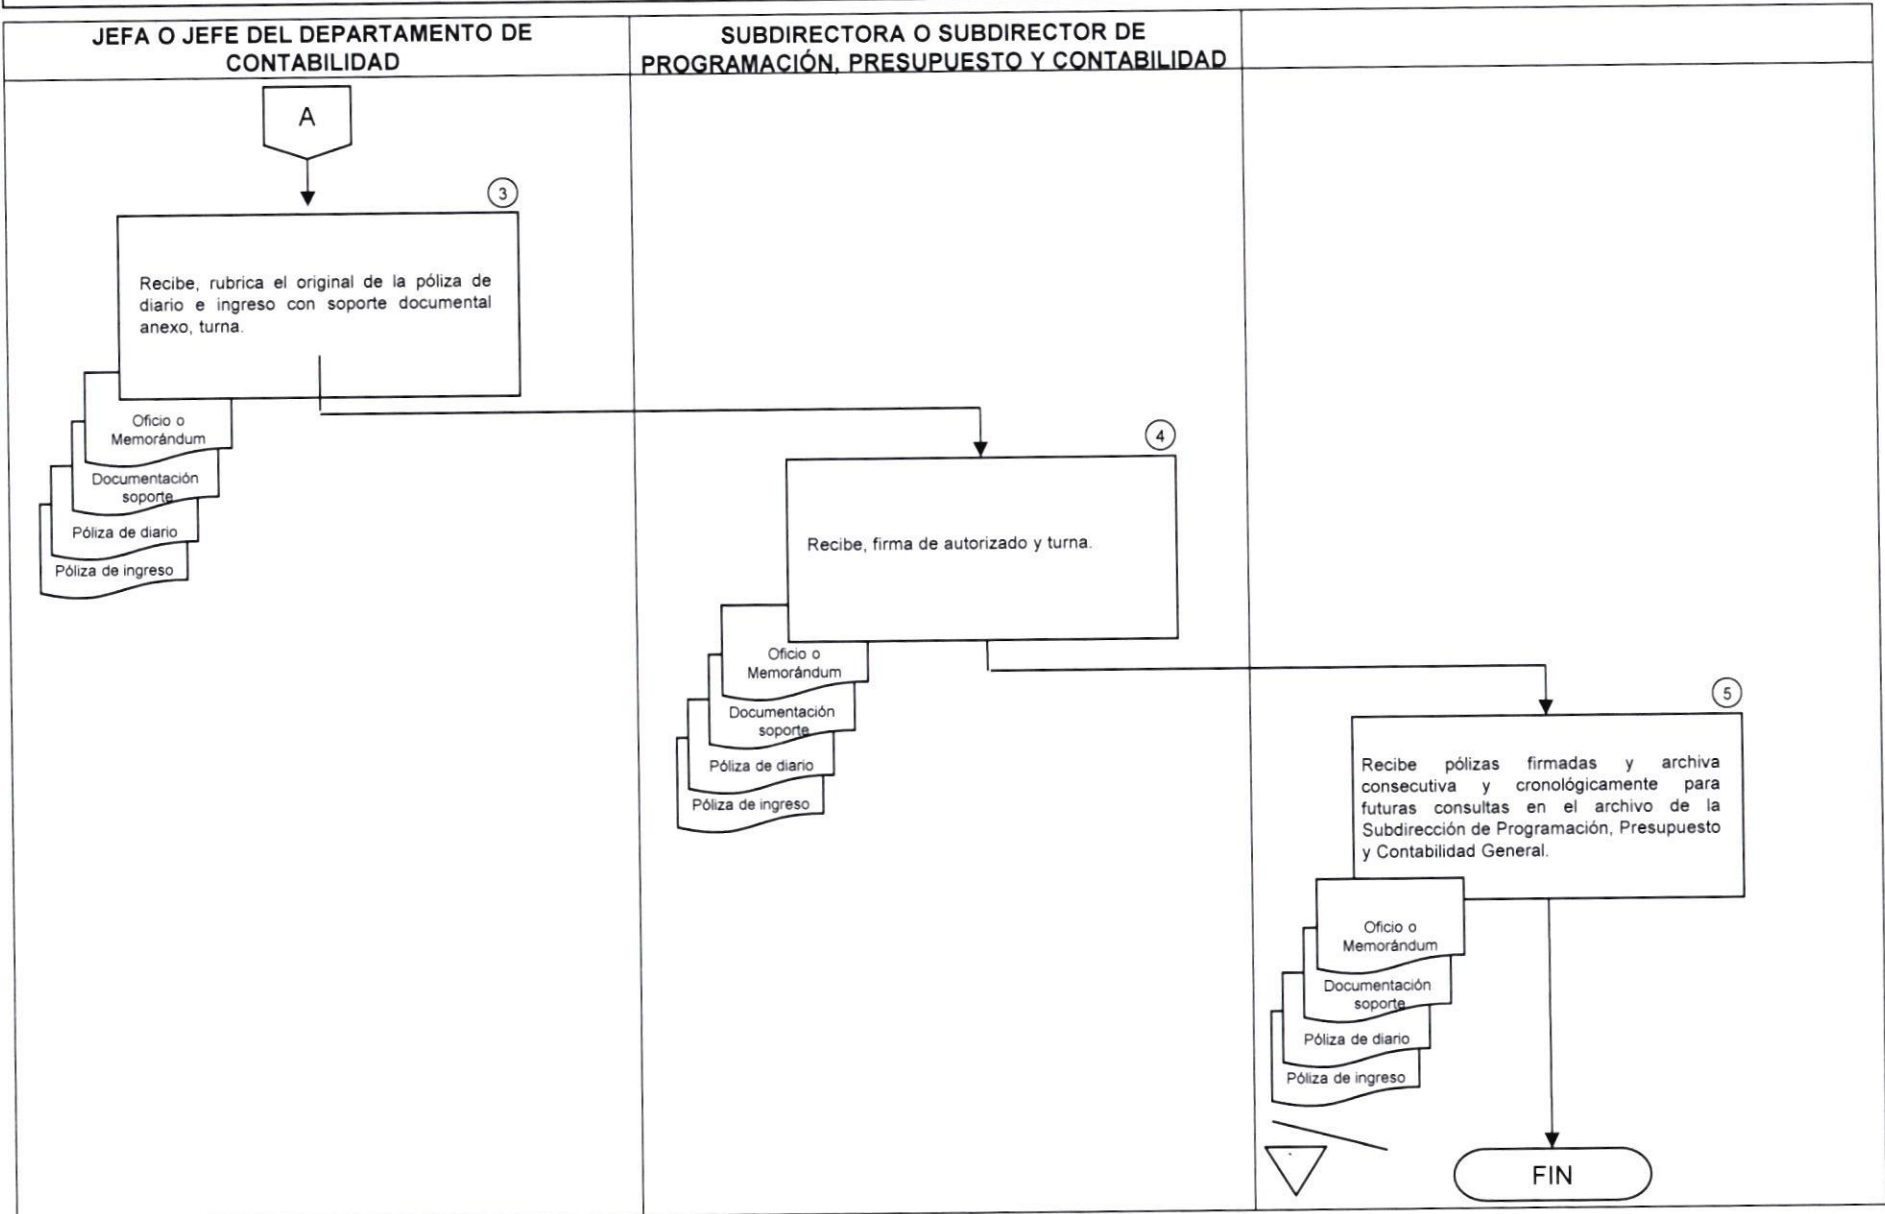 JEFA O JEFE DEL DEPARTAMENTO DE
CONTABILIDAD
SUBDIRECTORA O SUBDIRECTOR DE
PROGRAMACIÓN, PRESUPUESTO Y CONTABILIDAD
A
3
Recibe, rubrica el original de la póliza de
diario e ingreso con soporte documental
anexo, turna.
Oficio o
Memorándum
Documentación
soporte
Póliza de diario
Póliza de ingreso
4
Recibe, firma de autorizado y turna.
Oficio o
Memorándum
Documentación
soporte
Póliza de diario
Póliza de ingreso
5
Recibe pólizas firmadas y archiva
consecutiva y cronológicamente para
futuras consultas en el archivo de la
Subdirección de Programación, Presupuesto
y Contabilidad General.
Oficio o
Memorándum
Documentación
soporte
Póliza de diario
Póliza de ingreso
FIN